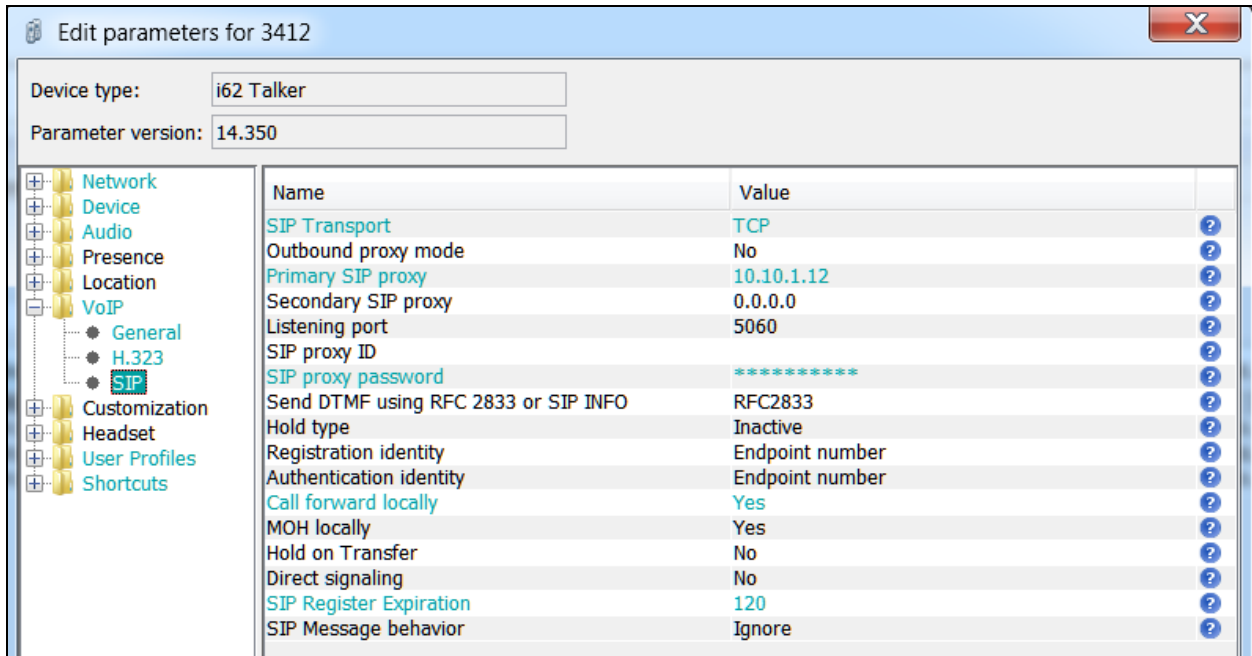 Edit parameters for 3412
X
Device type: i62 Talker
Parameter version: 14.350
Network
Device
Audio
Presence
Location
VoIP
General
H.323
SIP
Customization
Headset
User Profiles
Shortcuts
Name Value
SIP Transport TCP ?
Outbound proxy mode No ?
Primary SIP proxy 10.10.1.12 ?
Secondary SIP proxy 0.0.0.0 ?
Listening port 5060 ?
SIP proxy ID ?
SIP proxy password ********** ?
Send DTMF using RFC 2833 or SIP INFO RFC2833 ?
Hold type Inactive ?
Registration identity Endpoint number ?
Authentication identity Endpoint number ?
Call forward locally Yes ?
MOH locally Yes ?
Hold on Transfer No ?
Direct signaling No ?
SIP Register Expiration 120 ?
SIP Message behavior Ignore ?